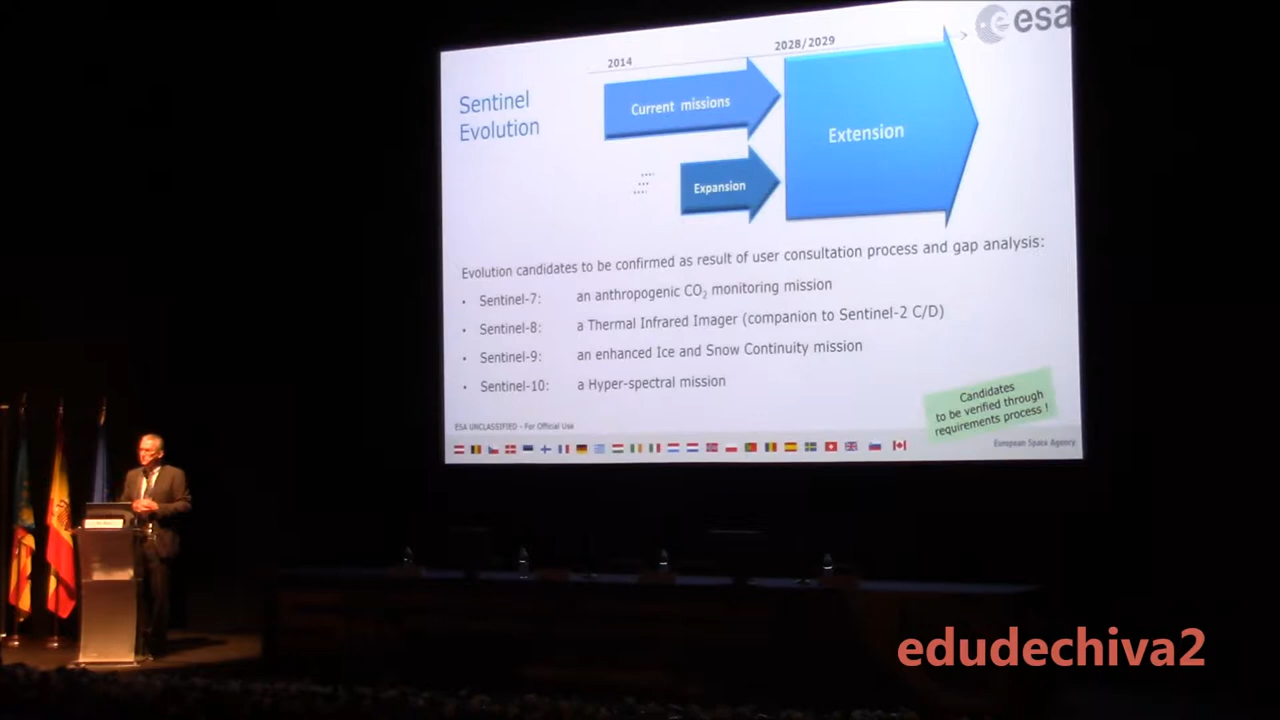 esa
2014
2028/2029
Sentinel
Evolution
Current missions
Extension
Expansion
Evolution candidates to be confirmed as result of user consultation process and gap analysis:
• Sentinel-7: an anthropogenic CO₂ monitoring mission
• Sentinel-8: a Thermal Infrared Imager (companion to Sentinel-2 C/D)
• Sentinel-9: an enhanced Ice and Snow Continuity mission
• Sentinel-10: a Hyper-spectral mission
Candidates
to be verified through
requirements process !
ESA UNCLASSIFIED - For Official Use
European Space Agency
edudechiva2